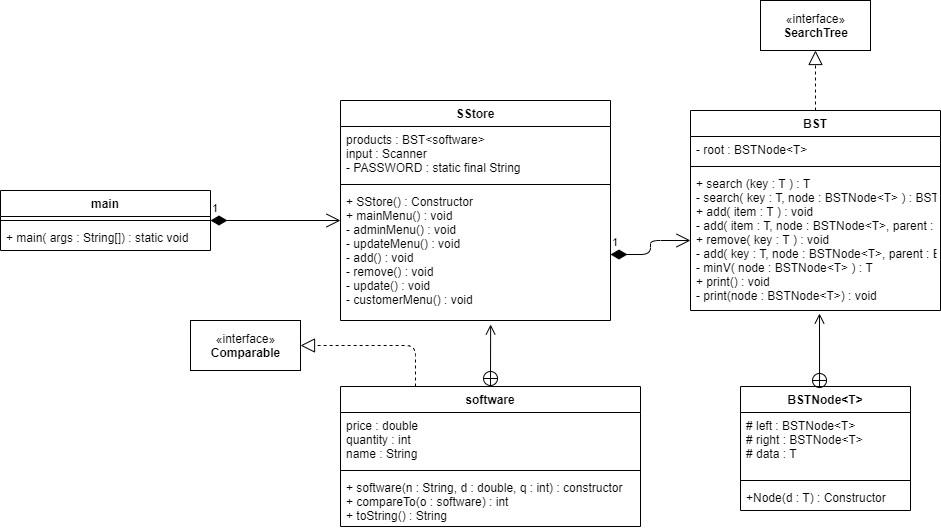 «interface»
SearchTree
SStore
products : BST<software>
input : Scanner
- PASSWORD : static final String
+ SStore() : Constructor
+ mainMenu() : void
- adminMenu() : void
- updateMenu() : void
- add() : void
- remove() : void
- update() : void
- customerMenu() : void
BST
- root : BSTNode<T>
+ search (key : T ) : T
- search( key : T, node : BSTNode<T> ) : BST
+ add( item : T ) : void
- add( item : T, node : BSTNode<T>, parent :
+ remove( key : T ) : void
- add( key : T, node : BSTNode<T>, parent : B
- minV( node : BSTNode<T> ) : T
+ print() : void
- print(node : BSTNode<T>) : void
main
+ main( args : String[]) : static void
1
1
«interface»
Comparable
software
price : double
quantity : int
name : String
+ software(n : String, d : double, q : int) : constructor
+ compareTo(o : software) : int
+ toString() : String
BSTNode<T>
# left : BSTNode<T>
# right : BSTNode<T>
# data : T
+Node(d : T) : Constructor